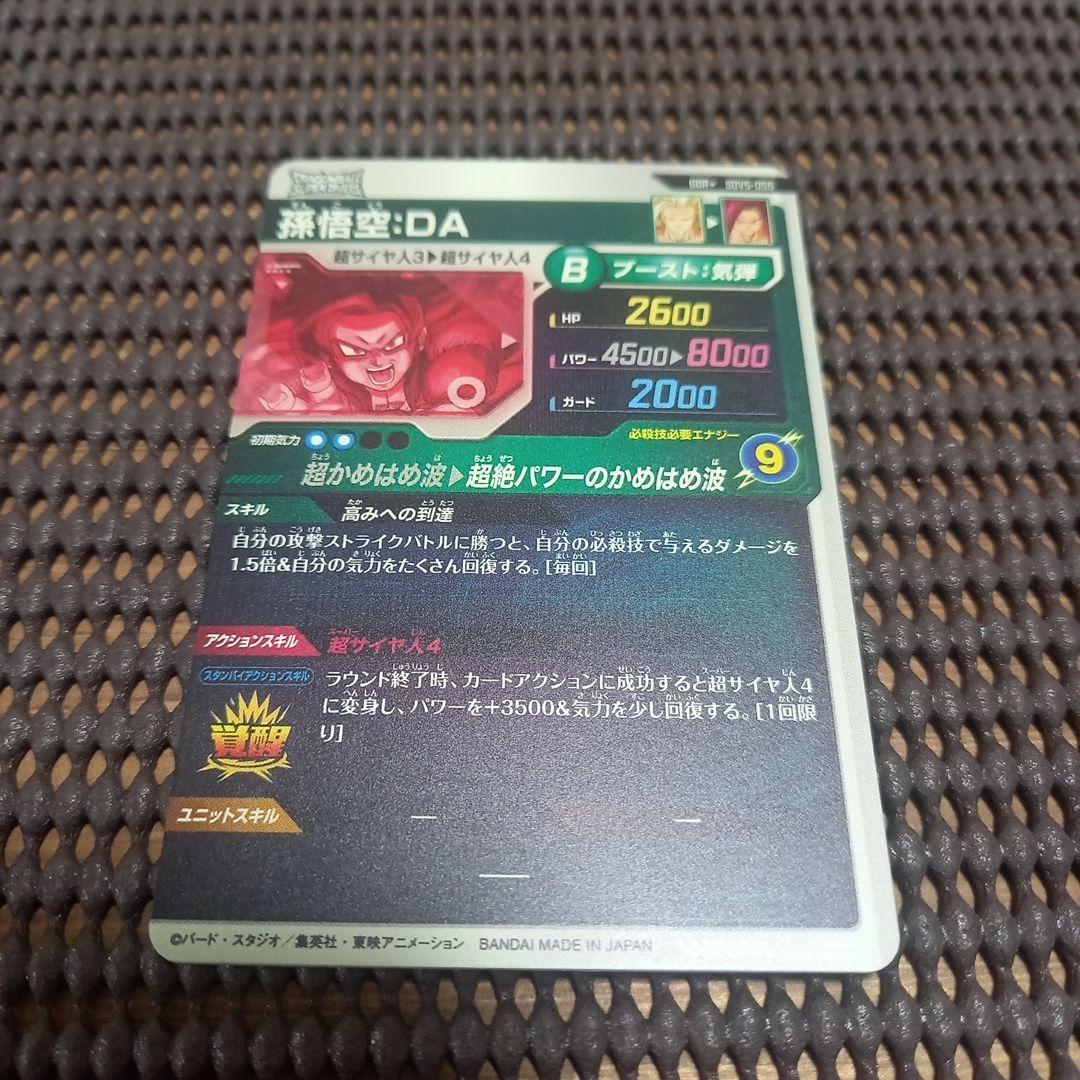 DRAGONBALL
SUPER DIVERS
GDR★ SDV5-055
孫悟空:DA
超サイヤ人3▶超サイヤ人4
B ブースト:気弾
HP 2600
パワー 4500▶8000
ガード 2000
初期気力
必殺技必要エナジー
9
超かめはめ波▶超絶パワーのかめはめ波
スキル 高みへの到達
自分の攻撃ストライクバトルに勝つと、自分の必殺技で与えるダメージを
1.5倍&自分の気力をたくさん回復する。[毎回]
アクションスキル 超サイヤ人4
スタンバイアクションスキル
覚醒
ラウンド終了時、カードアクションに成功すると超サイヤ人4
に変身し、パワーを+3500&気力を少し回復する。[1回限
り]
ユニットスキル — —
—
©バード・スタジオ/集英社・東映アニメーション BANDAI MADE IN JAPAN